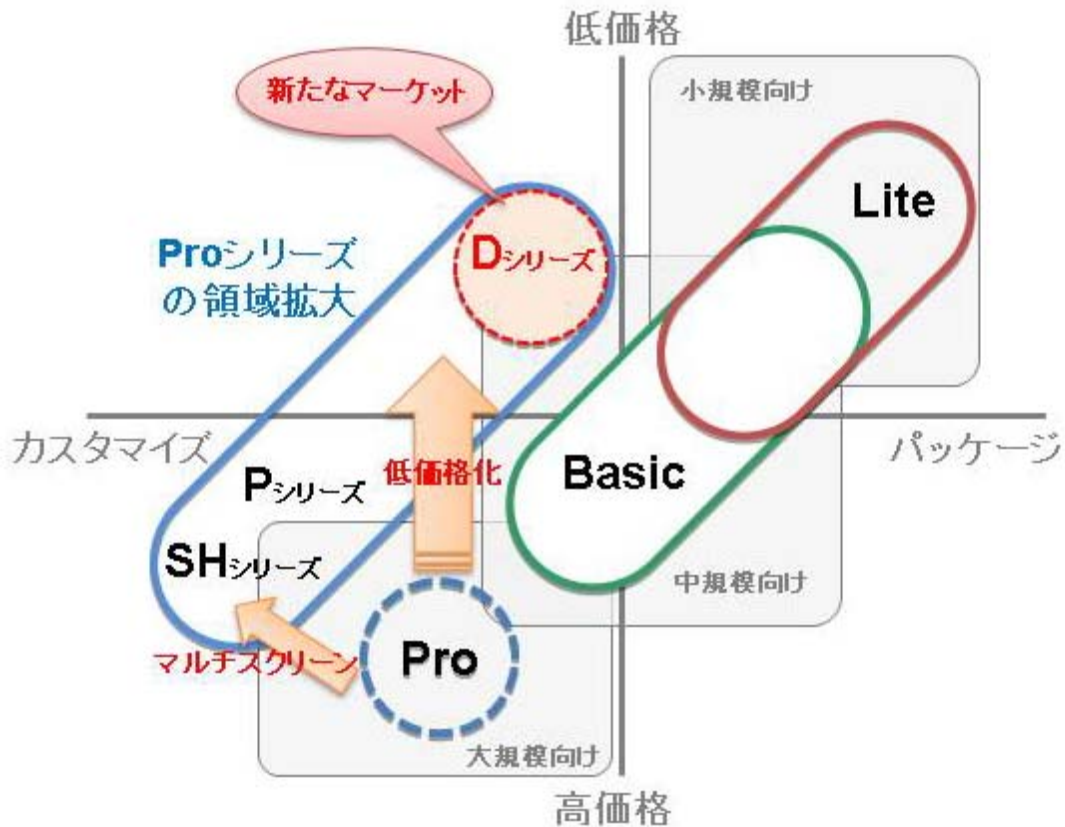 低価格
新たなマーケット
小規模向け
Lite
Proシリーズ
の領域拡大
Dシリーズ
カスタマイズ
パッケージ
低価格化
Basic
Pシリーズ
SHシリーズ
中規模向け
マルチスクリーン
Pro
大規模向け
高価格